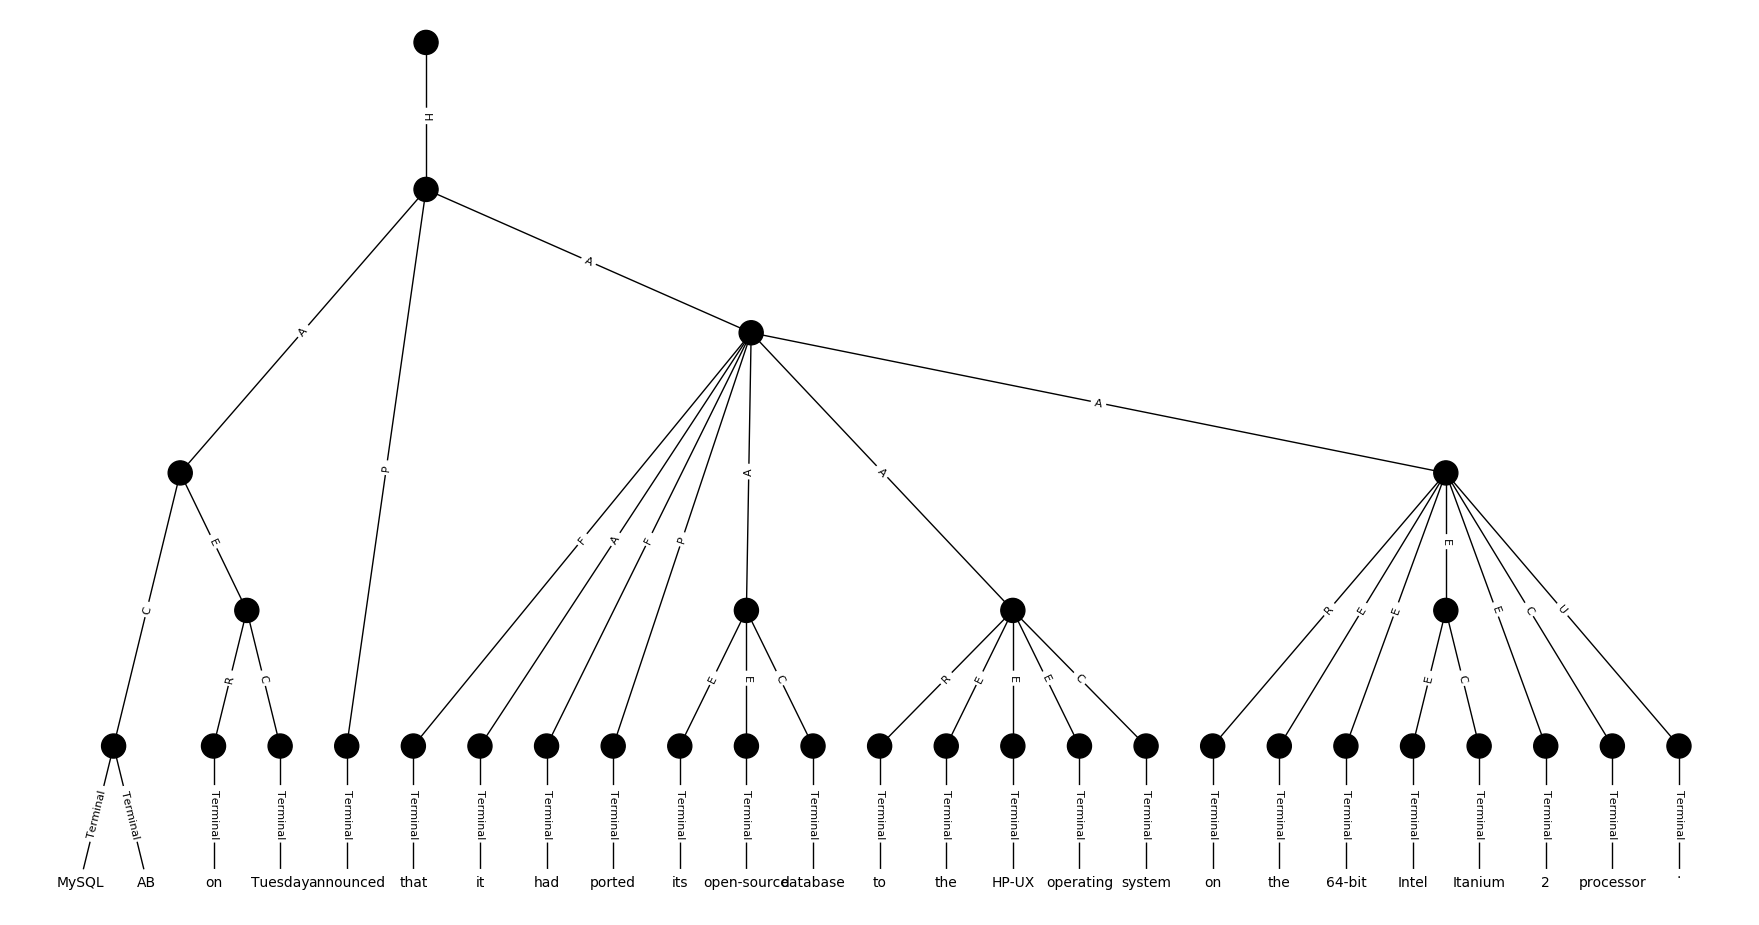 H
A
A
A
P
C
E
F
A
F
P
A
A
R
E
E
E
E
C
U
R
C
E
E
C
R
E
E
E
C
E
C
Terminal Terminal Terminal Terminal Terminal Terminal Terminal Terminal Terminal Terminal Terminal Terminal Terminal Terminal Terminal Terminal Terminal Terminal Terminal Terminal Terminal Terminal Terminal Terminal Terminal
MySQL AB on Tuesday announced that it had ported its open-source database to the HP-UX operating system on the 64-bit Intel Itanium 2 processor .